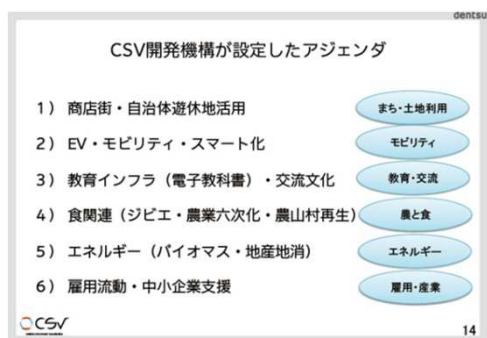 dentsu
CSV開発機構が設定したアジェンダ
1） 商店街・自治体遊休地活用 まち・土地利用
2） EV・モビリティ・スマート化 モビリティ
3） 教育インフラ（電子教科書）・交流文化 教育・交流
4） 食関連（ジビエ・農業六次化・農山村再生） 農と食
5） エネルギー（バイオマス・地産地消） エネルギー
6） 雇用流動・中小企業支援 雇用・産業
CSV
14